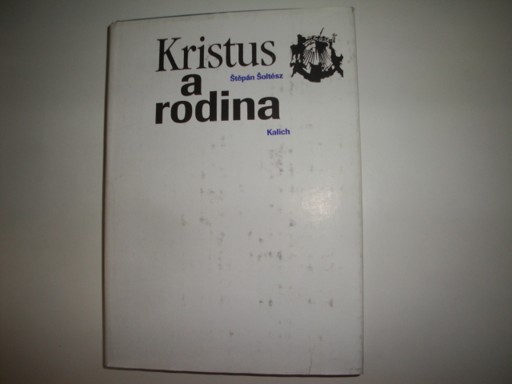 Kristus
Štěpán Šoltész
a
rodina
Kalich